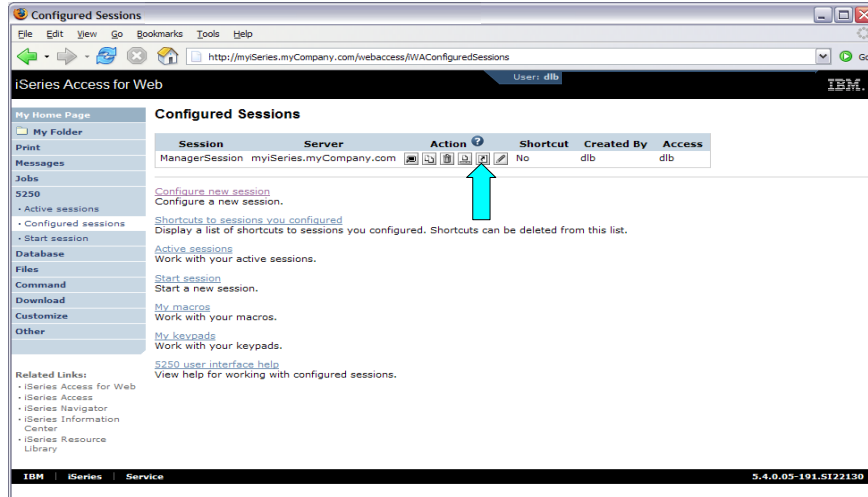 Configured Sessions
File Edit View Go Bookmarks Tools Help
http://myiSeries.myCompany.com/webaccess/iWAConfiguredSessions
Go
iSeries Access for Web
User: dlb
IBM.
My Home Page
My Folder
Print
Messages
Jobs
5250
• Active sessions
• Configured sessions
• Start session
Database
Files
Command
Download
Customize
Other
Related Links:
• iSeries Access for Web
• iSeries Access
• iSeries Navigator
• iSeries Information
Center
• iSeries Resource
Library
Configured Sessions
Session Server Action ? Shortcut Created By Access
ManagerSession myiSeries.myCompany.com No dlb dlb
Configure new session
Configure a new session.
Shortcuts to sessions you configured
Display a list of shortcuts to sessions you configured. Shortcuts can be deleted from this list.
Active sessions
Work with your active sessions.
Start session
Start a new session.
My macros
Work with your macros.
My keypads
Work with your keypads.
5250 user interface help
View help for working with configured sessions.
IBM iSeries Service 5.4.0.05-191.SI22130